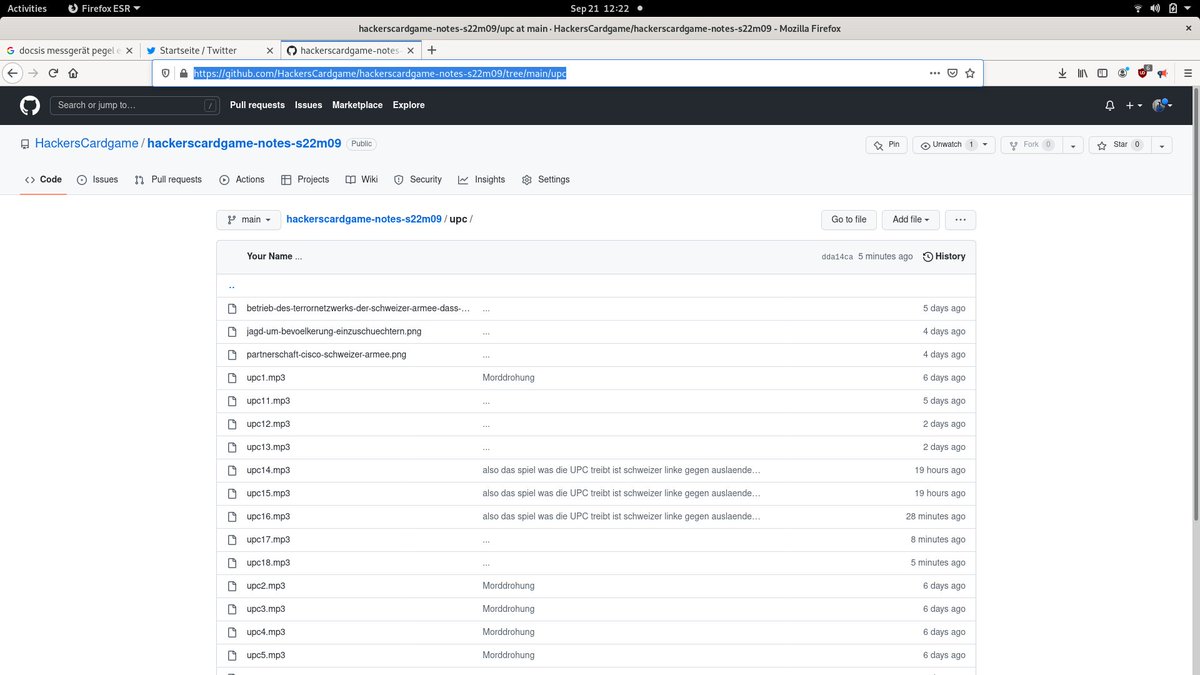 Activities Firefox ESR Sep 21 12:22
hackerscardgame-notes-s22m09/upc at main · HackersCardgame/hackerscardgame-notes-s22m09 - Mozilla Firefox
docsis messgerät pegel e Startseite / Twitter hackerscardgame-notes-
https://github.com/HackersCardgame/hackerscardgame-notes-s22m09/tree/main/upc
Search or jump to… / Pull requests Issues Marketplace Explore
HackersCardgame / hackerscardgame-notes-s22m09 Public Pin Unwatch 1 Fork 0 Star 0
Code Issues Pull requests Actions Projects Wiki Security Insights Settings
main hackerscardgame-notes-s22m09 / upc / Go to file Add file ...
Your Name ... dda14ca 5 minutes ago History
..
betrieb-des-terrornetzwerks-der-schweizer-armee-dass-… ... 5 days ago
jagd-um-bevoelkerung-einzuschuechtern.png ... 4 days ago
partnerschaft-cisco-schweizer-armee.png ... 4 days ago
upc1.mp3 Morddrohung 6 days ago
upc11.mp3 ... 5 days ago
upc12.mp3 ... 2 days ago
upc13.mp3 ... 2 days ago
upc14.mp3 also das spiel was die UPC treibt ist schweizer linke gegen auslaende… 19 hours ago
upc15.mp3 also das spiel was die UPC treibt ist schweizer linke gegen auslaende… 19 hours ago
upc16.mp3 also das spiel was die UPC treibt ist schweizer linke gegen auslaende… 28 minutes ago
upc17.mp3 ... 8 minutes ago
upc18.mp3 ... 5 minutes ago
upc2.mp3 Morddrohung 6 days ago
upc3.mp3 Morddrohung 6 days ago
upc4.mp3 Morddrohung 6 days ago
upc5.mp3 Morddrohung 6 days ago